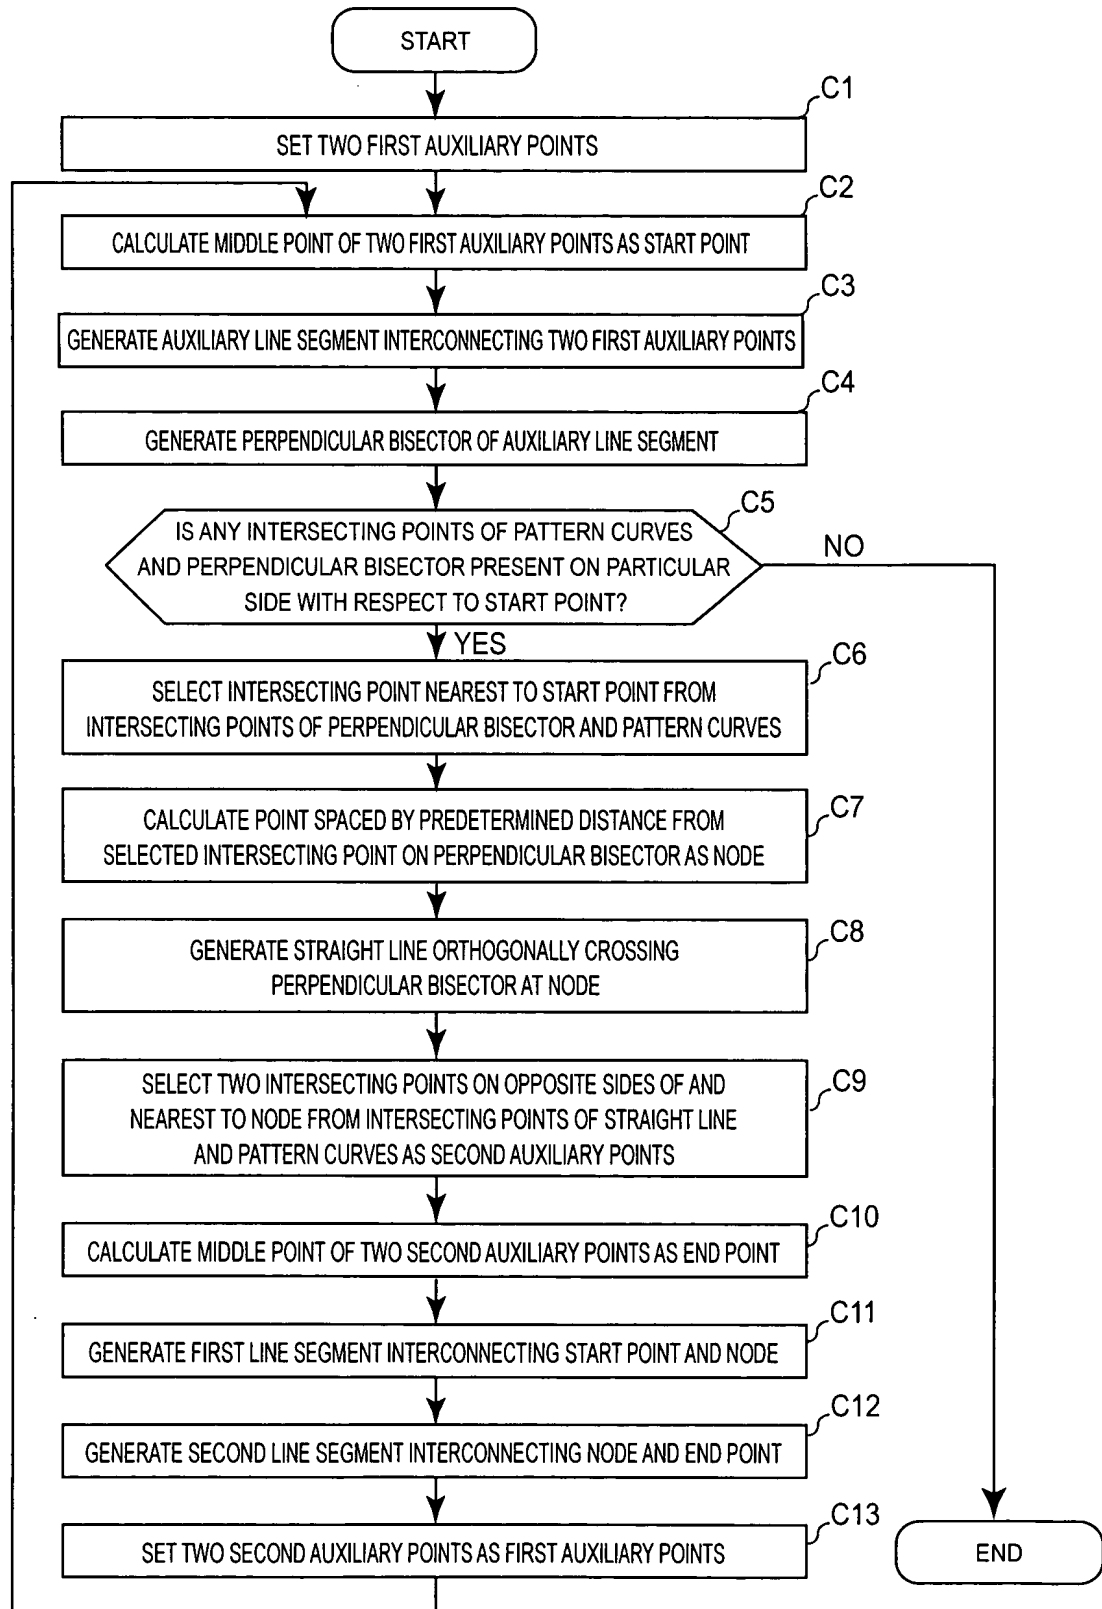 START
C1
SET TWO FIRST AUXILIARY POINTS
C2
CALCULATE MIDDLE POINT OF TWO FIRST AUXILIARY POINTS AS START POINT
C3
GENERATE AUXILIARY LINE SEGMENT INTERCONNECTING TWO FIRST AUXILIARY POINTS
C4
GENERATE PERPENDICULAR BISECTOR OF AUXILIARY LINE SEGMENT
C5
IS ANY INTERSECTING POINTS OF PATTERN CURVES
AND PERPENDICULAR BISECTOR PRESENT ON PARTICULAR
SIDE WITH RESPECT TO START POINT?
NO
YES
C6
SELECT INTERSECTING POINT NEAREST TO START POINT FROM
INTERSECTING POINTS OF PERPENDICULAR BISECTOR AND PATTERN CURVES
C7
CALCULATE POINT SPACED BY PREDETERMINED DISTANCE FROM
SELECTED INTERSECTING POINT ON PERPENDICULAR BISECTOR AS NODE
C8
GENERATE STRAIGHT LINE ORTHOGONALLY CROSSING
PERPENDICULAR BISECTOR AT NODE
C9
SELECT TWO INTERSECTING POINTS ON OPPOSITE SIDES OF AND
NEAREST TO NODE FROM INTERSECTING POINTS OF STRAIGHT LINE
AND PATTERN CURVES AS SECOND AUXILIARY POINTS
C10
CALCULATE MIDDLE POINT OF TWO SECOND AUXILIARY POINTS AS END POINT
C11
GENERATE FIRST LINE SEGMENT INTERCONNECTING START POINT AND NODE
C12
GENERATE SECOND LINE SEGMENT INTERCONNECTING NODE AND END POINT
C13
SET TWO SECOND AUXILIARY POINTS AS FIRST AUXILIARY POINTS
END